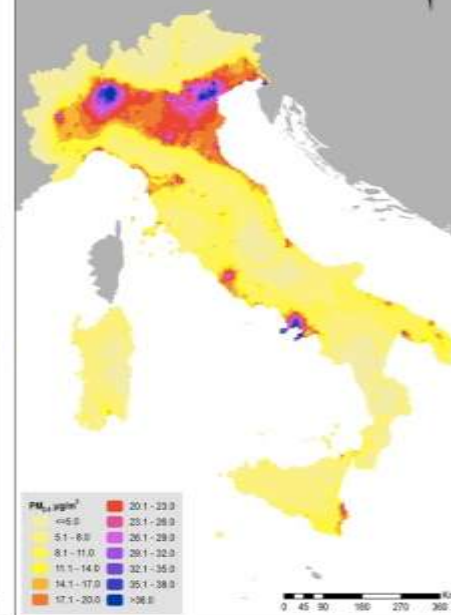 PM₂.₅ µg/m³
<=5.0
5.1 - 8.0
8.1 - 11.0
11.1 - 14.0
14.1 - 17.0
17.1 - 20.0
20.1 - 23.0
23.1 - 26.0
26.1 - 29.0
29.1 - 32.0
32.1 - 35.0
35.1 - 38.0
>38.0
0 45 90 180 270 360